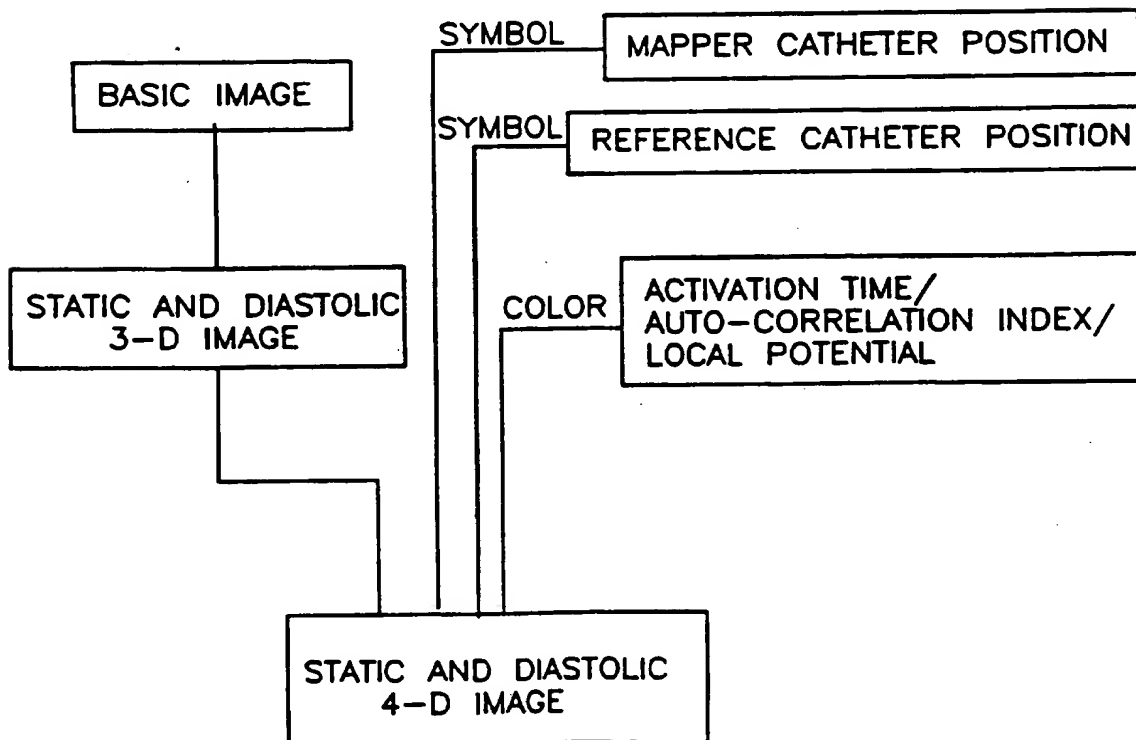 SYMBOL
MAPPER CATHETER POSITION
BASIC IMAGE
SYMBOL
REFERENCE CATHETER POSITION
STATIC AND DIASTOLIC
3-D IMAGE
COLOR
ACTIVATION TIME/
AUTO-CORRELATION INDEX/
LOCAL POTENTIAL
STATIC AND DIASTOLIC
4-D IMAGE